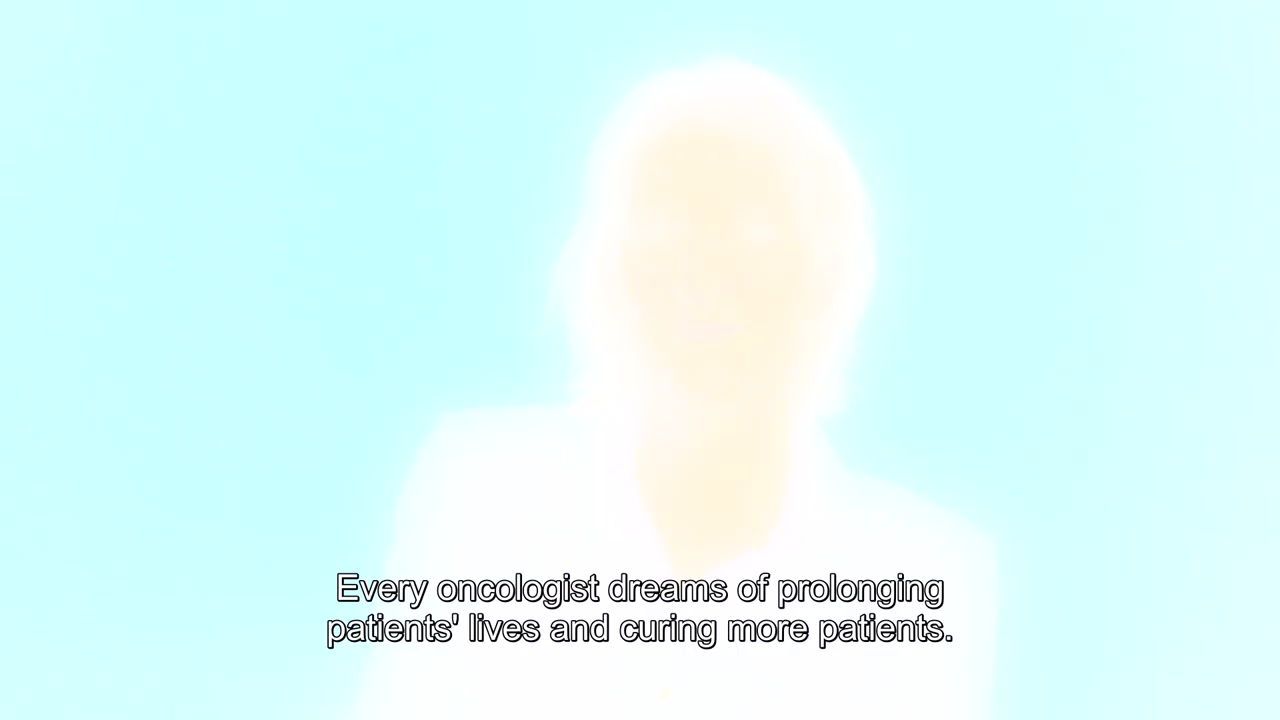 Every oncologist dreams of prolonging
patients' lives and curing more patients.